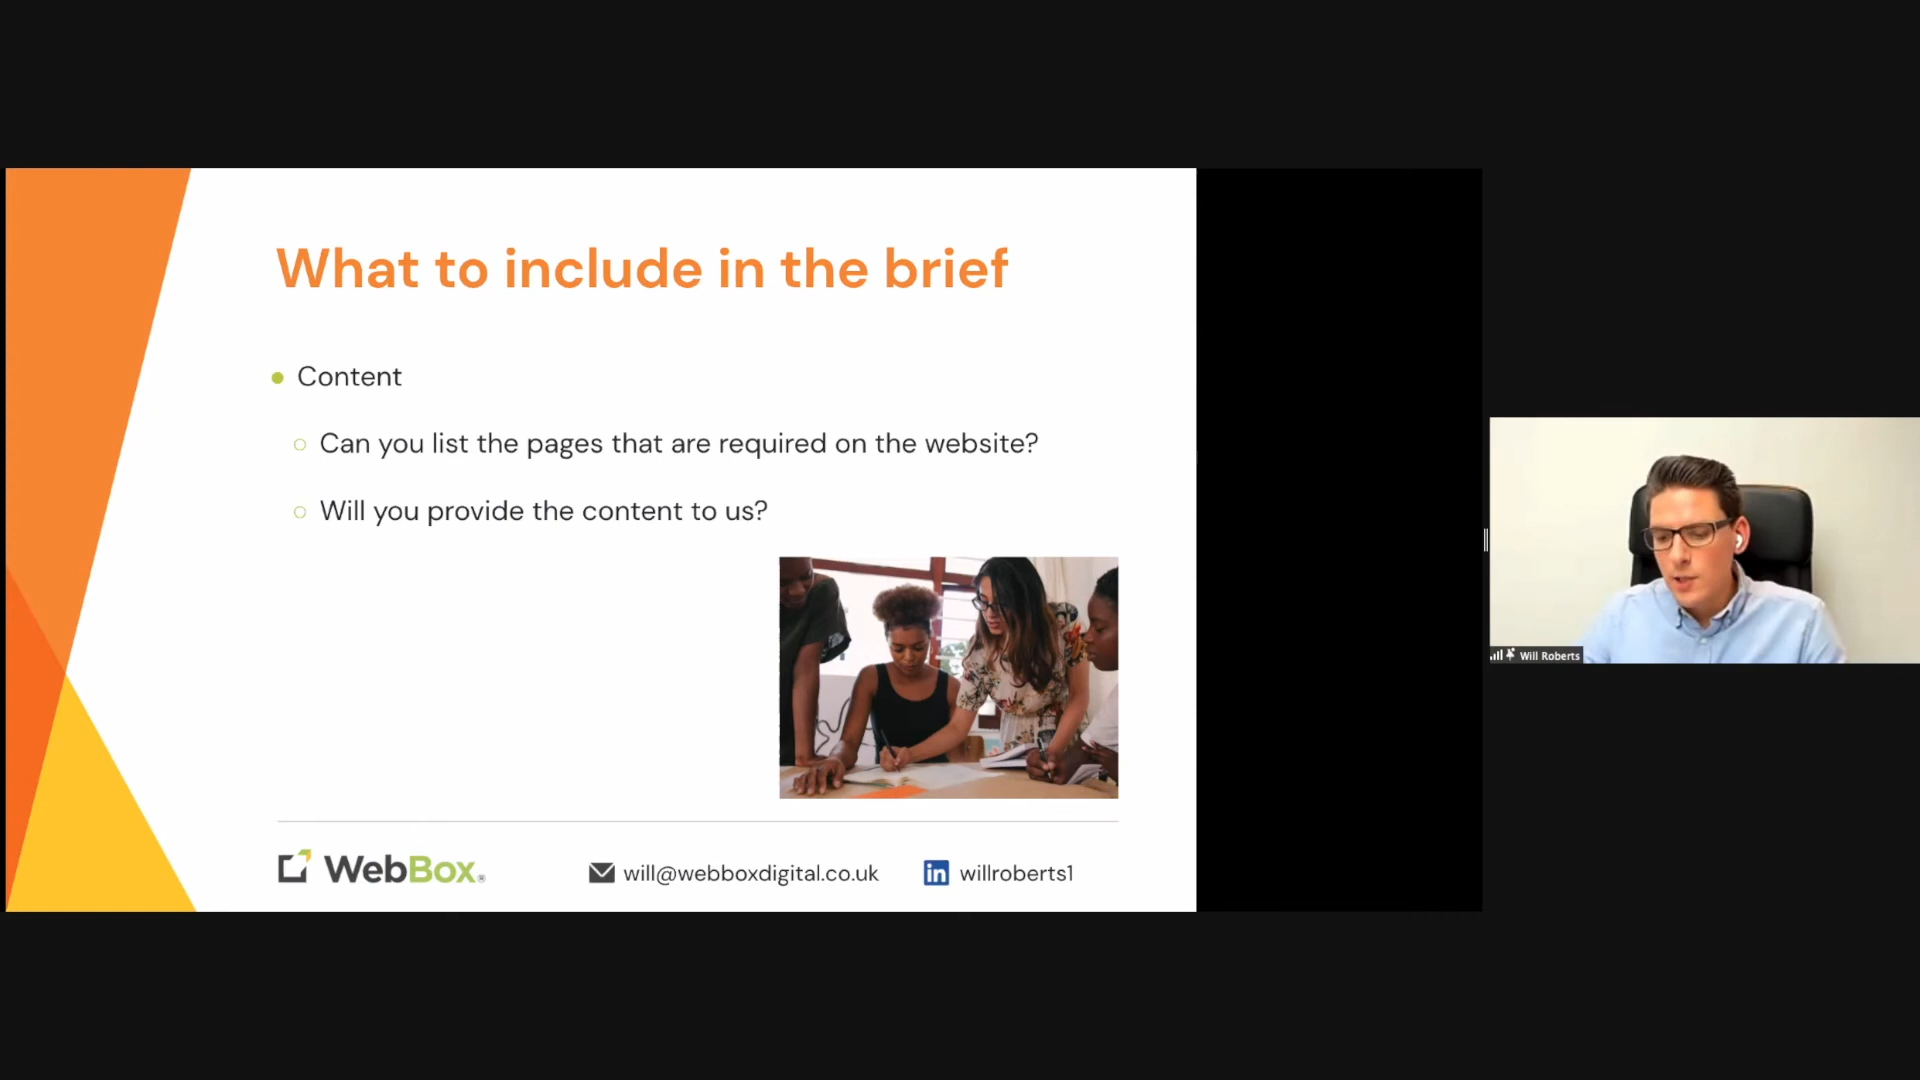 What to include in the brief
Content
Can you list the pages that are required on the website?
Will you provide the content to us?
WebBox®
will@webboxdigital.co.uk
in willroberts1
Will Roberts